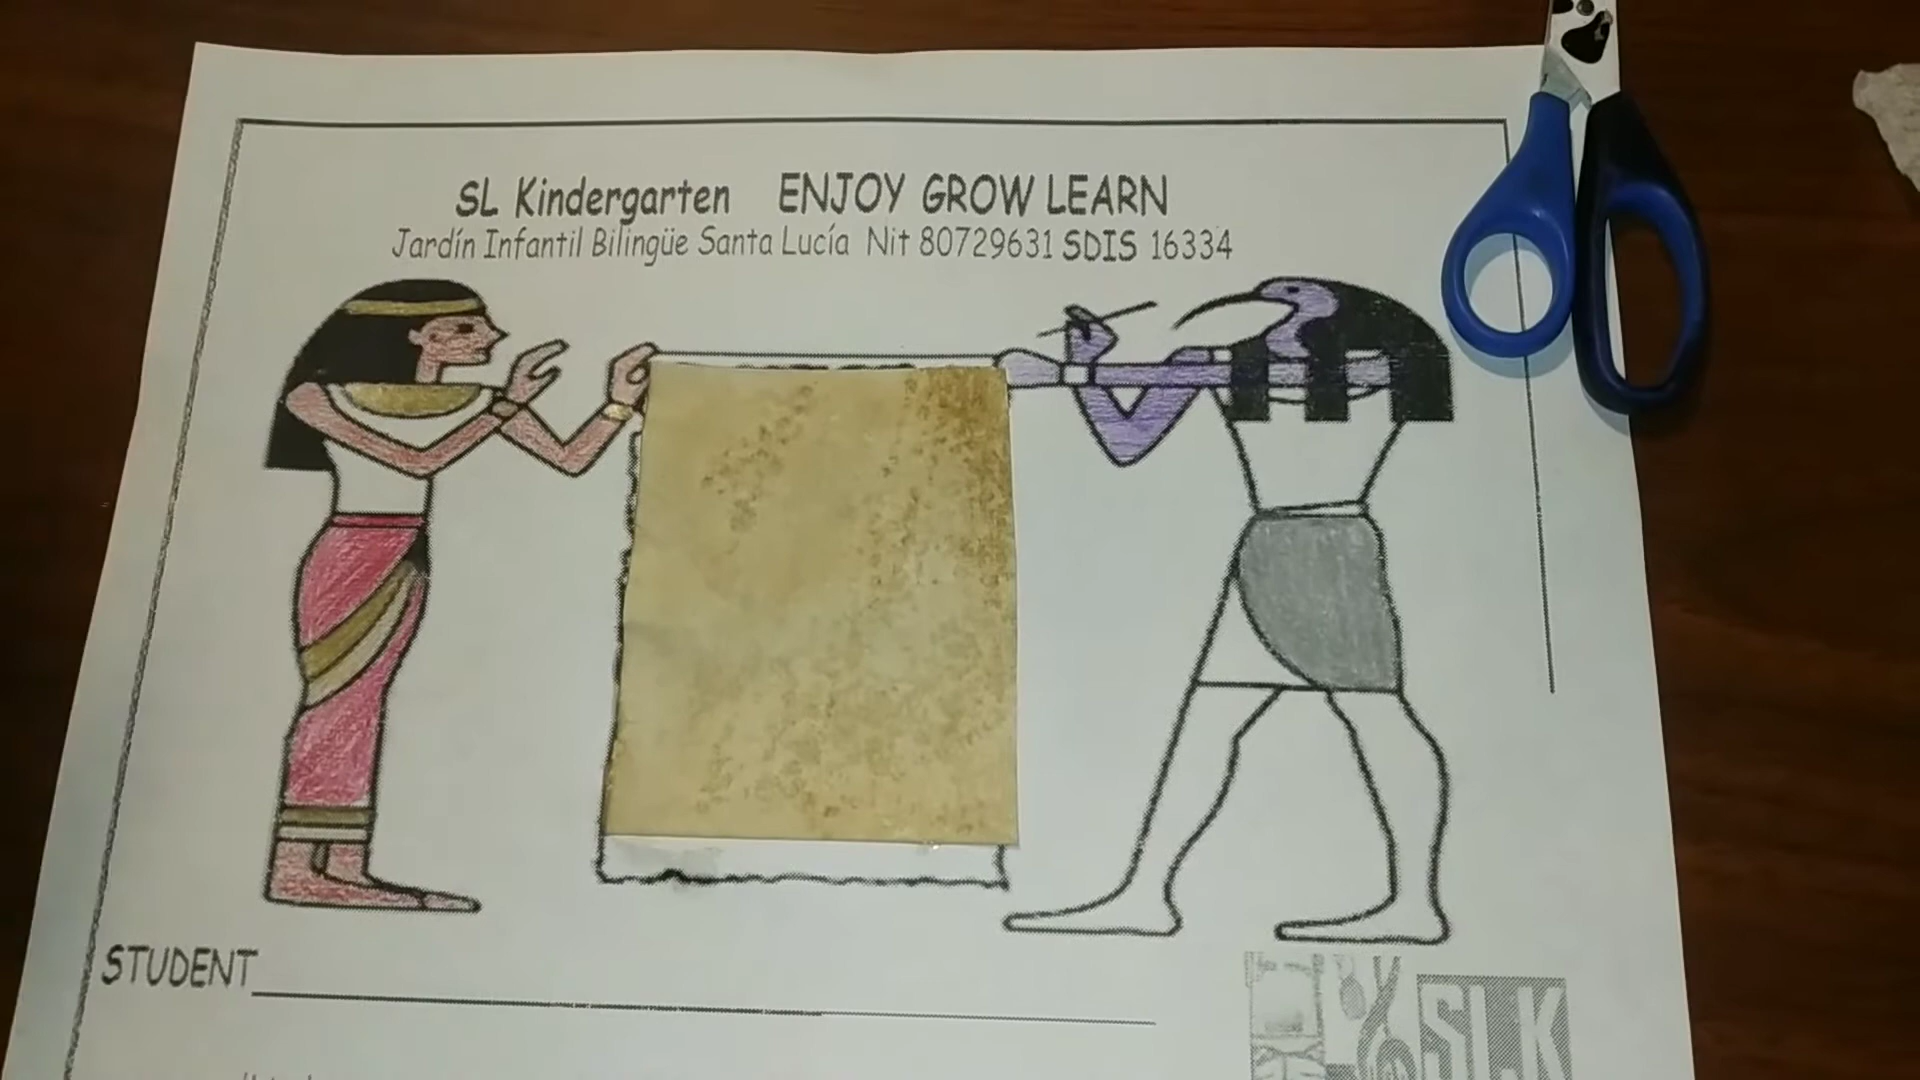 SL Kindergarten ENJOY GROW LEARN
Jardín Infantil Bilingüe Santa Lucía Nit 80729631 SDIS 16334
STUDENT
SLK